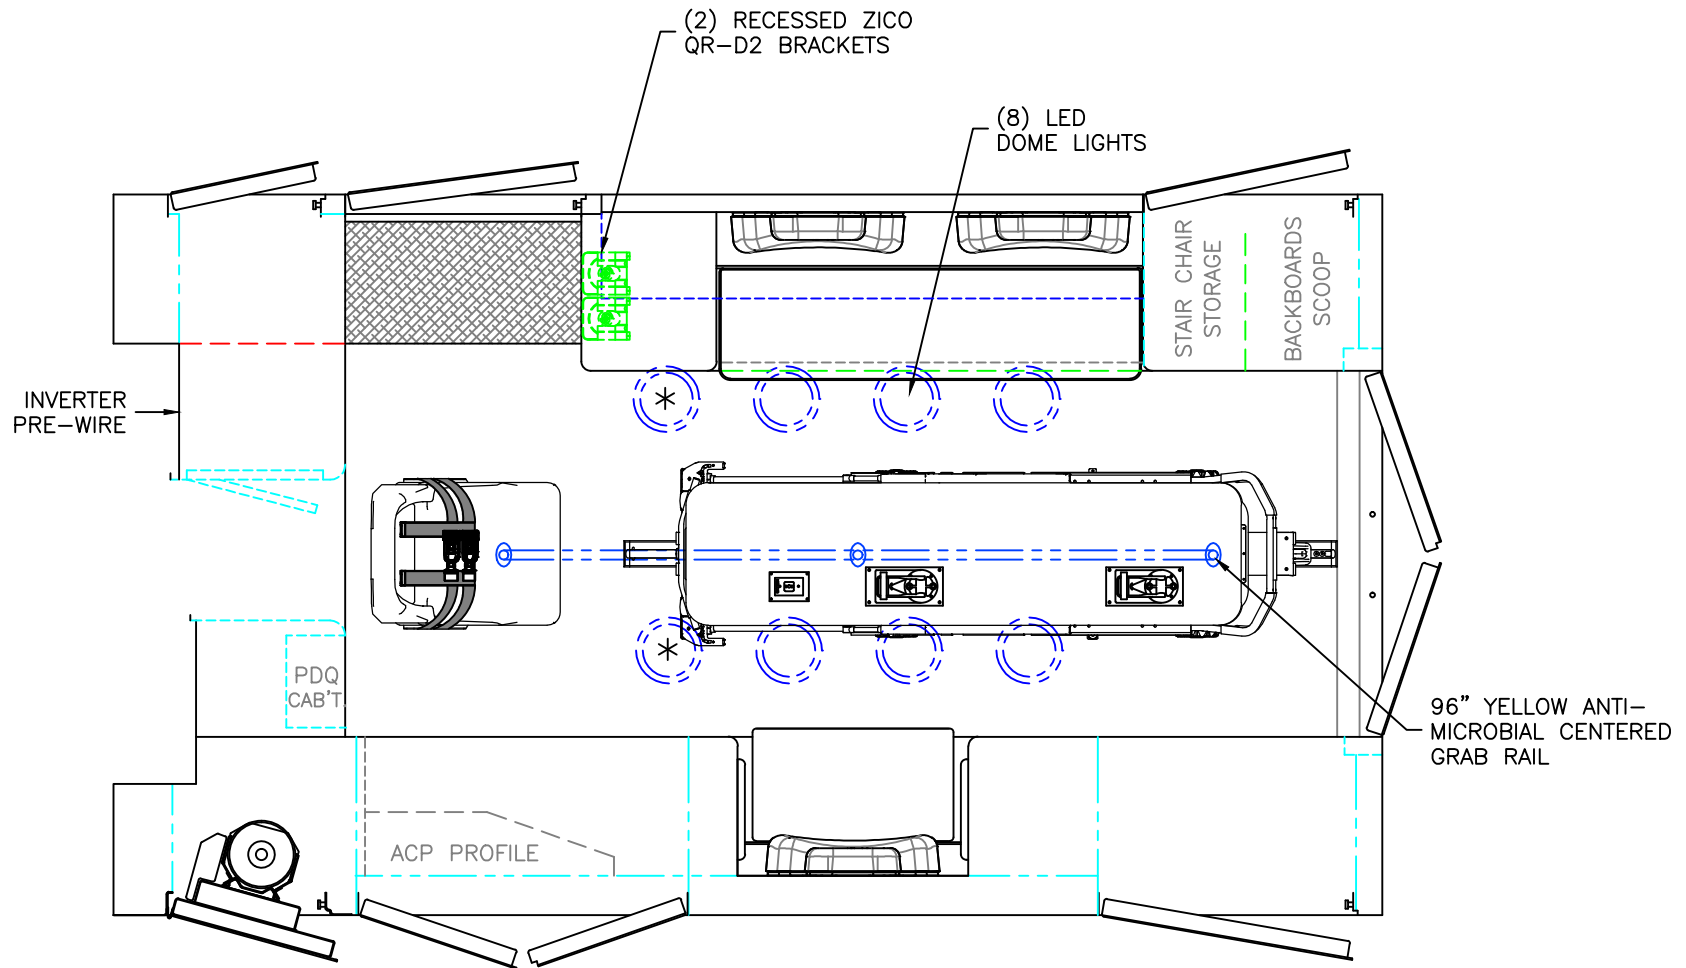 (2) RECESSED ZICO
QR-D2 BRACKETS
(8) LED
DOME LIGHTS
STAIR CHAIR
STORAGE
BACKBOARDS
SCOOP
INVERTER
PRE-WIRE
*
*
PDQ
CAB'T.
96" YELLOW ANTI-
MICROBIAL CENTERED
GRAB RAIL
ACP PROFILE